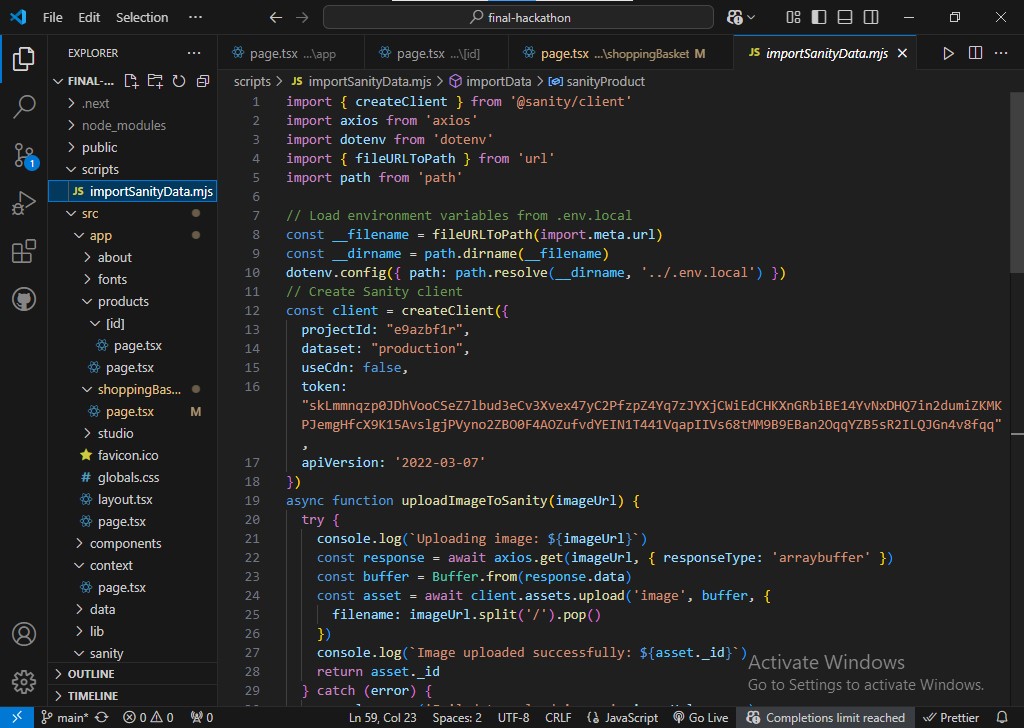 File Edit Selection ··· final-hackathon
EXPLORER ···
page.tsx ...\app page.tsx ...\[id] page.tsx ...\shoppingBasket M JS importSanityData.mjs
scripts > JS importSanityData.mjs > importData > sanityProduct
FINAL-...
.next
node_modules
public
scripts
JS importSanityData.mjs
src
app
about
fonts
products
[id]
page.tsx
page.tsx
shoppingBas...
page.tsx M
studio
favicon.ico
# globals.css
layout.tsx
page.tsx
components
context
page.tsx
data
lib
sanity
OUTLINE
TIMELINE
1
1 import { createClient } from '@sanity/client'
2 import axios from 'axios'
3 import dotenv from 'dotenv'
4 import { fileURLToPath } from 'url'
5 import path from 'path'
6
7 // Load environment variables from .env.local
8 const __filename = fileURLToPath(import.meta.url)
9 const __dirname = path.dirname(__filename)
10 dotenv.config({ path: path.resolve(__dirname, '../.env.local') })
11 // Create Sanity client
12 const client = createClient({
13 projectId: "e9azbf1r",
14 dataset: "production",
15 useCdn: false,
16 token:
"skLmmnqzp0JDhVooCSeZ7lbud3eCv3Xvex47yC2PfzpZ4Yq7zJYXjCWiEdCHKXnGRbiBE14YvNxDHQ7in2dumiZKMK
PJemgHfcX9K15AvslgjPVyno2ZBO0F4AOZufvdYEIN1T441VqapIIVs68tMM9B9EBan2OqqYZB5sR2ILQJGn4v8fqq"
,
17 apiVersion: '2022-03-07'
18 })
19 async function uploadImageToSanity(imageUrl) {
20 try {
21 console.log(`Uploading image: ${imageUrl}`)
22 const response = await axios.get(imageUrl, { responseType: 'arraybuffer' })
23 const buffer = Buffer.from(response.data)
24 const asset = await client.assets.upload('image', buffer, {
25 filename: imageUrl.split('/').pop()
26 })
27 console.log(`Image uploaded successfully: ${asset._id}`)
28 return asset._id
29 } catch (error) {
Activate Windows
Go to Settings to activate Windows.
main* 0 0 0 Ln 59, Col 23 Spaces: 2 UTF-8 CRLF {} JavaScript Go Live Completions limit reached Prettier